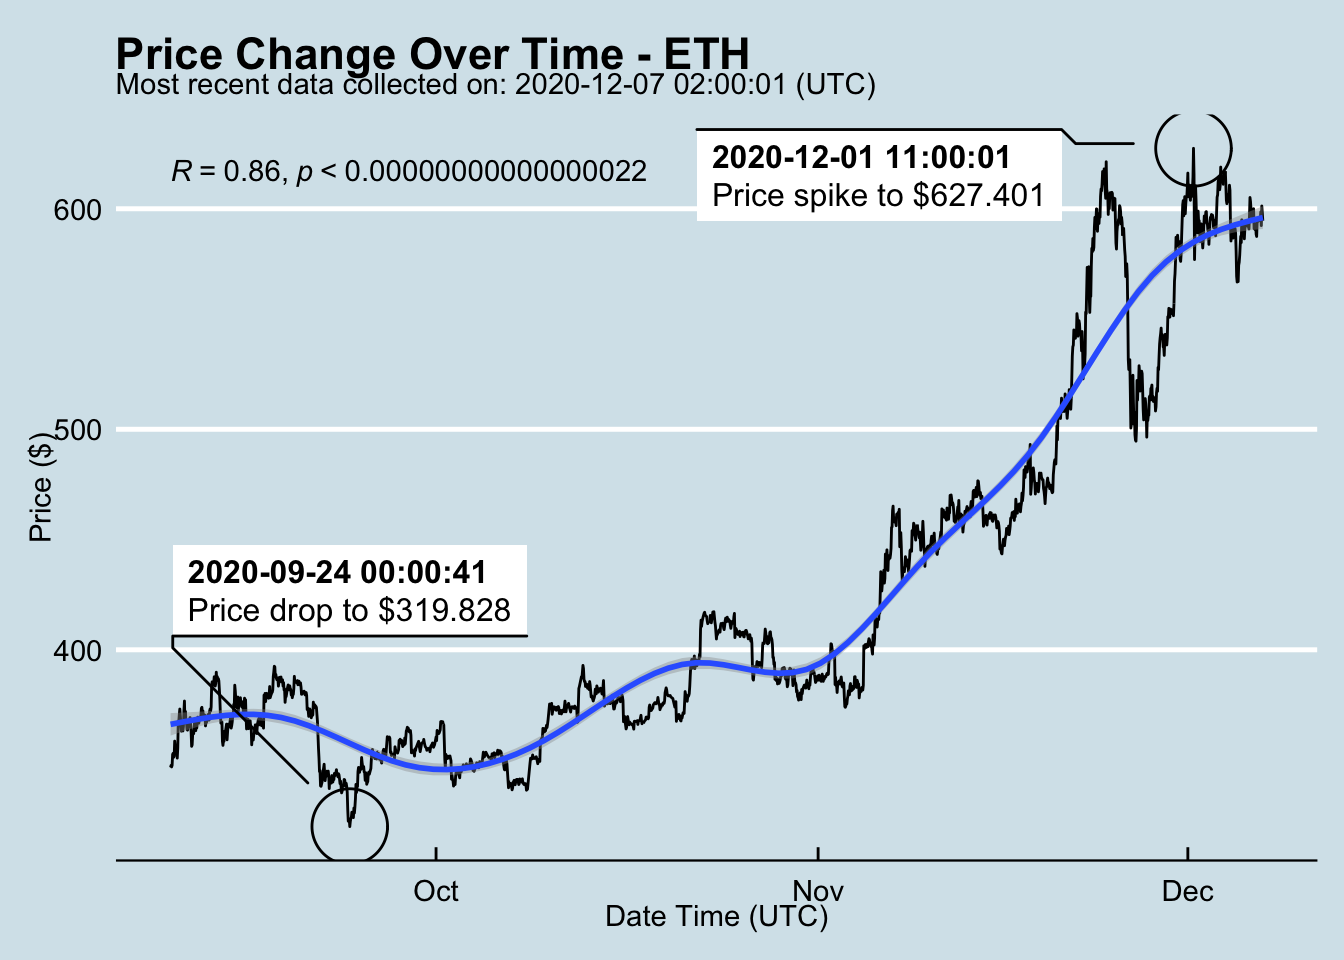 Price Change Over Time - ETH
Most recent data collected on: 2020-12-07 02:00:01 (UTC)
R = 0.86, p < 0.00000000000000022
2020-12-01 11:00:01
Price spike to $627.401
600
500
Price ($)
2020-09-24 00:00:41
Price drop to $319.828
400
Oct
Nov
Dec
Date Time (UTC)